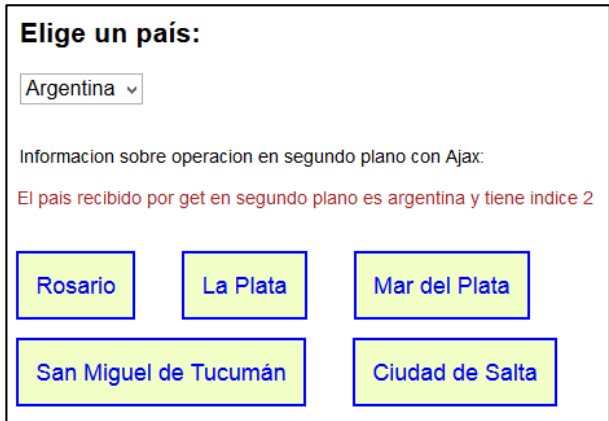 Elige un país:
Argentina
Informacion sobre operacion en segundo plano con Ajax:
El pais recibido por get en segundo plano es argentina y tiene indice 2
Rosario La Plata Mar del Plata
San Miguel de Tucumán Ciudad de Salta